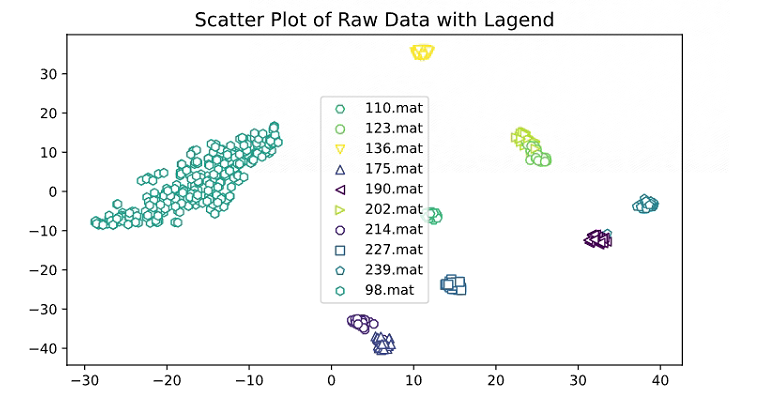 Scatter Plot of Raw Data with Lagend
30
20
10
0
−10
−20
−30
−40
110.mat
123.mat
136.mat
175.mat
190.mat
202.mat
214.mat
227.mat
239.mat
98.mat
−30 −20 −10 0 10 20 30 40